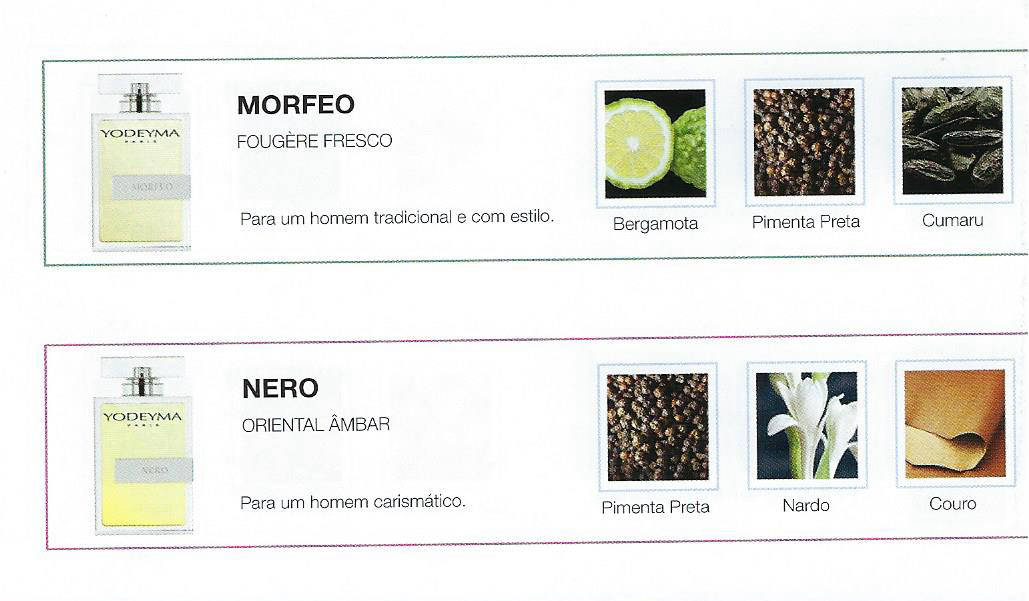 YODEYMA
PARIS
MORFEO
MORFEO
FOUGÈRE FRESCO
Para um homem tradicional e com estilo.
Bergamota
Pimenta Preta
Cumaru
YODEYMA
PARIS
NERO
NERO
ORIENTAL ÂMBAR
Para um homem carismático.
Pimenta Preta
Nardo
Couro